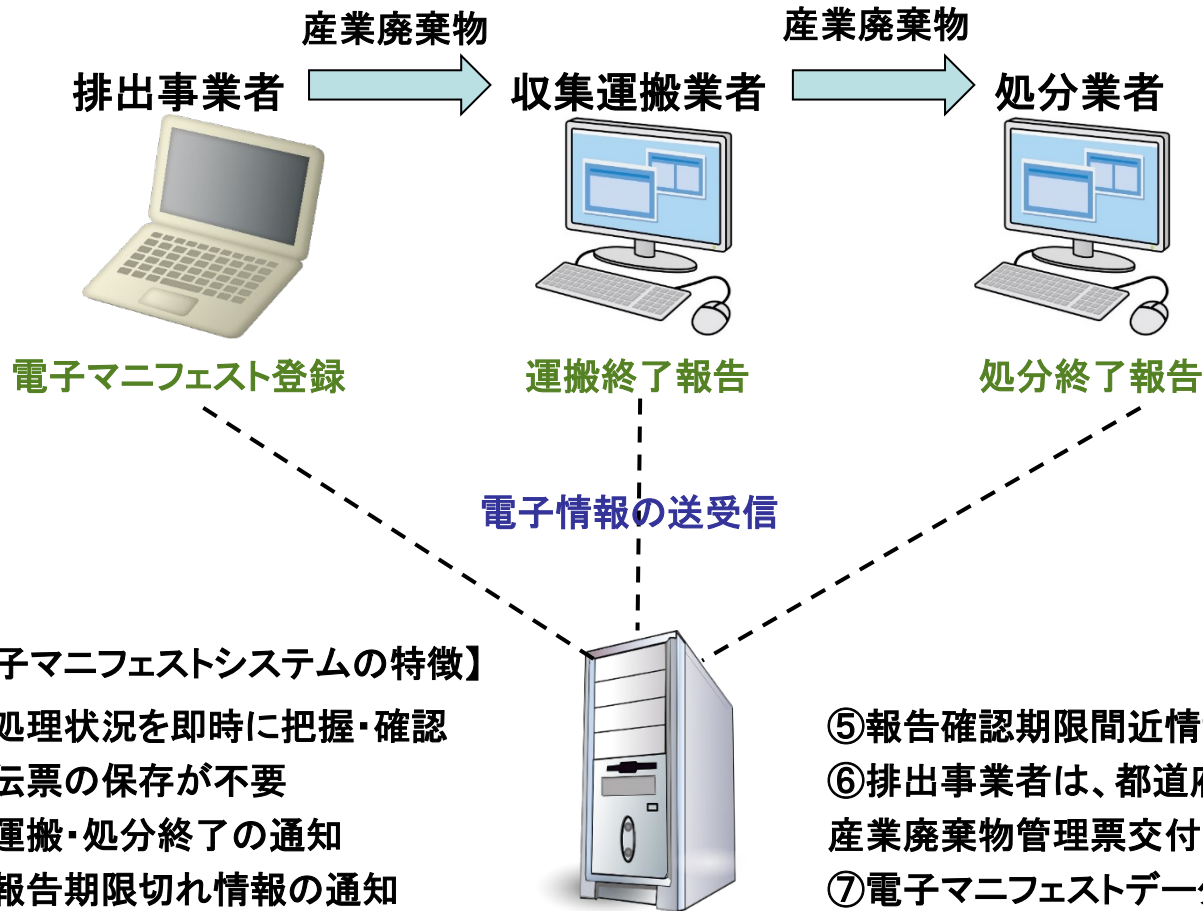 産業廃棄物
産業廃棄物
排出事業者
収集運搬業者
処分業者
電子マニフェスト登録
運搬終了報告
処分終了報告
電子情報の送受信
子マニフェストシステムの特徴】
処理状況を即時に把握・確認
伝票の保存が不要
運搬・処分終了の通知
報告期限切れ情報の通知
⑤報告確認期限間近情
⑥排出事業者は、都道府
産業廃棄物管理票交付
⑦電子マニフェストデータ